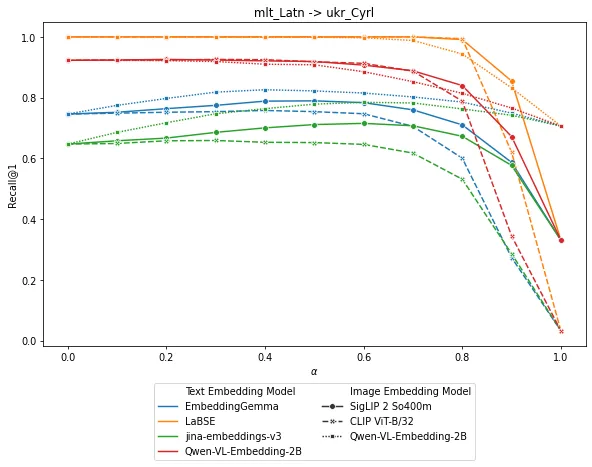 mlt_Latn -> ukr_Cyrl
Recall@1
1.0
0.8
0.6
0.4
0.2
0.0
0.0 0.2 0.4 0.6 0.8 1.0
α
Text Embedding Model
EmbeddingGemma
LaBSE
jina-embeddings-v3
Qwen-VL-Embedding-2B
Image Embedding Model
SigLIP 2 So400m
CLIP ViT-B/32
Qwen-VL-Embedding-2B